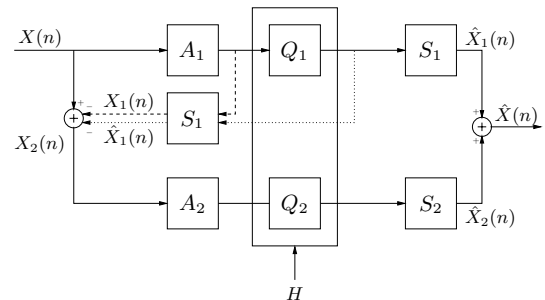 X(n)
A₁
Q₁
S₁
X̂₁(n)
+
−
X₁(n)
S₁
+
X̂₁(n)
−
X₂(n)
+
+
+
X̂(n)
A₂
Q₂
S₂
X̂₂(n)
H